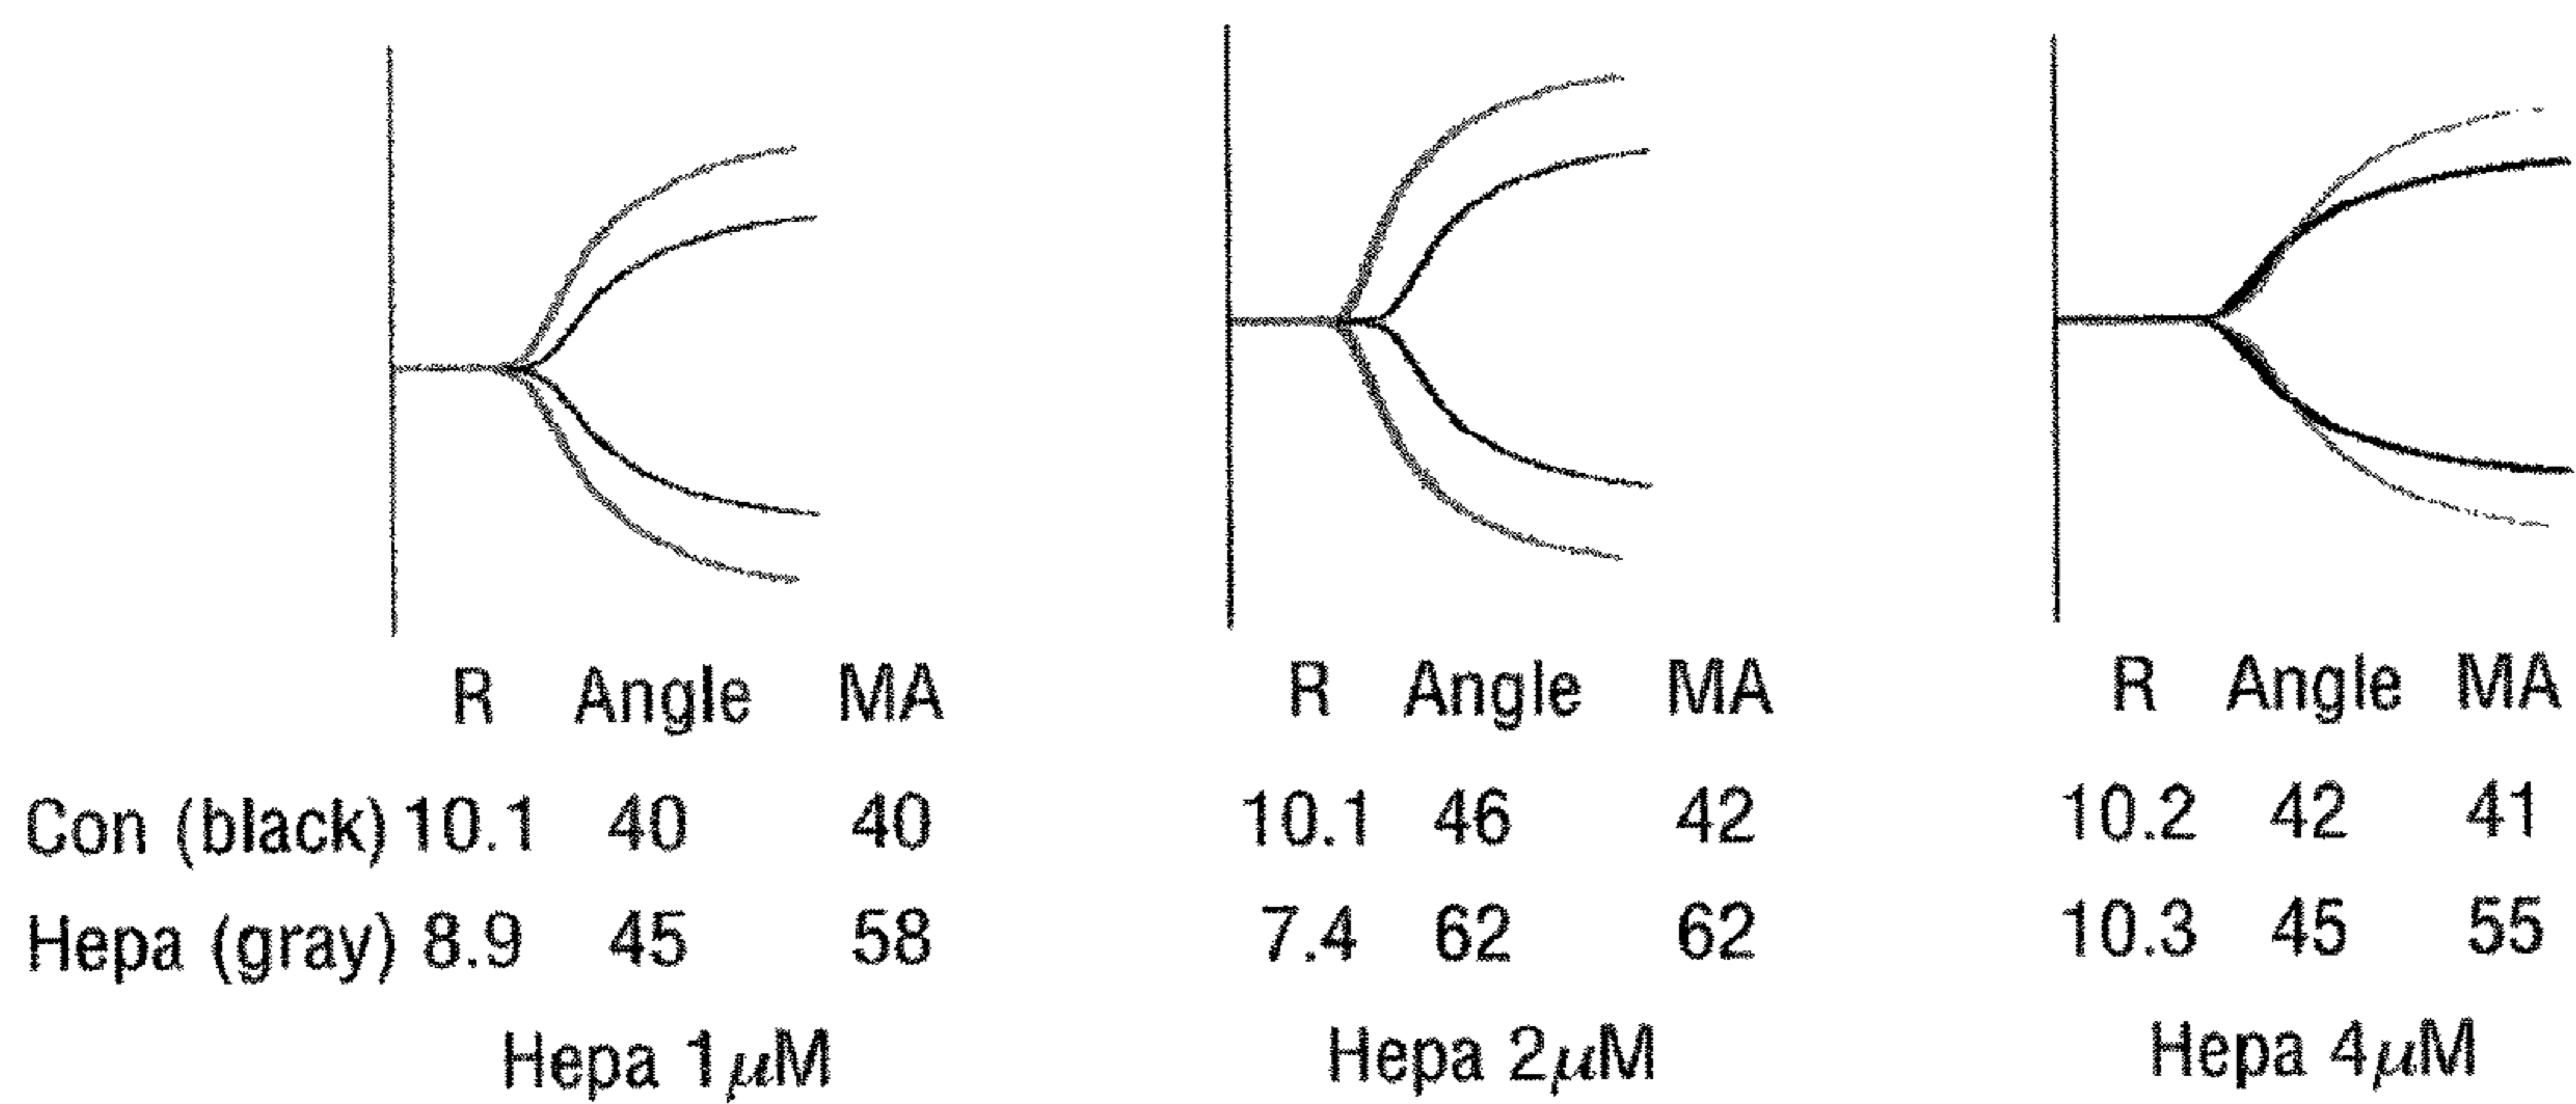 R Angle MA R Angle MA R Angle MA
Con (black) 10.1 40 40 10.1 46 42 10.2 42 41
Hepa (gray) 8.9 45 58 7.4 62 62 10.3 45 55
Hepa 1μM Hepa 2μM Hepa 4μM